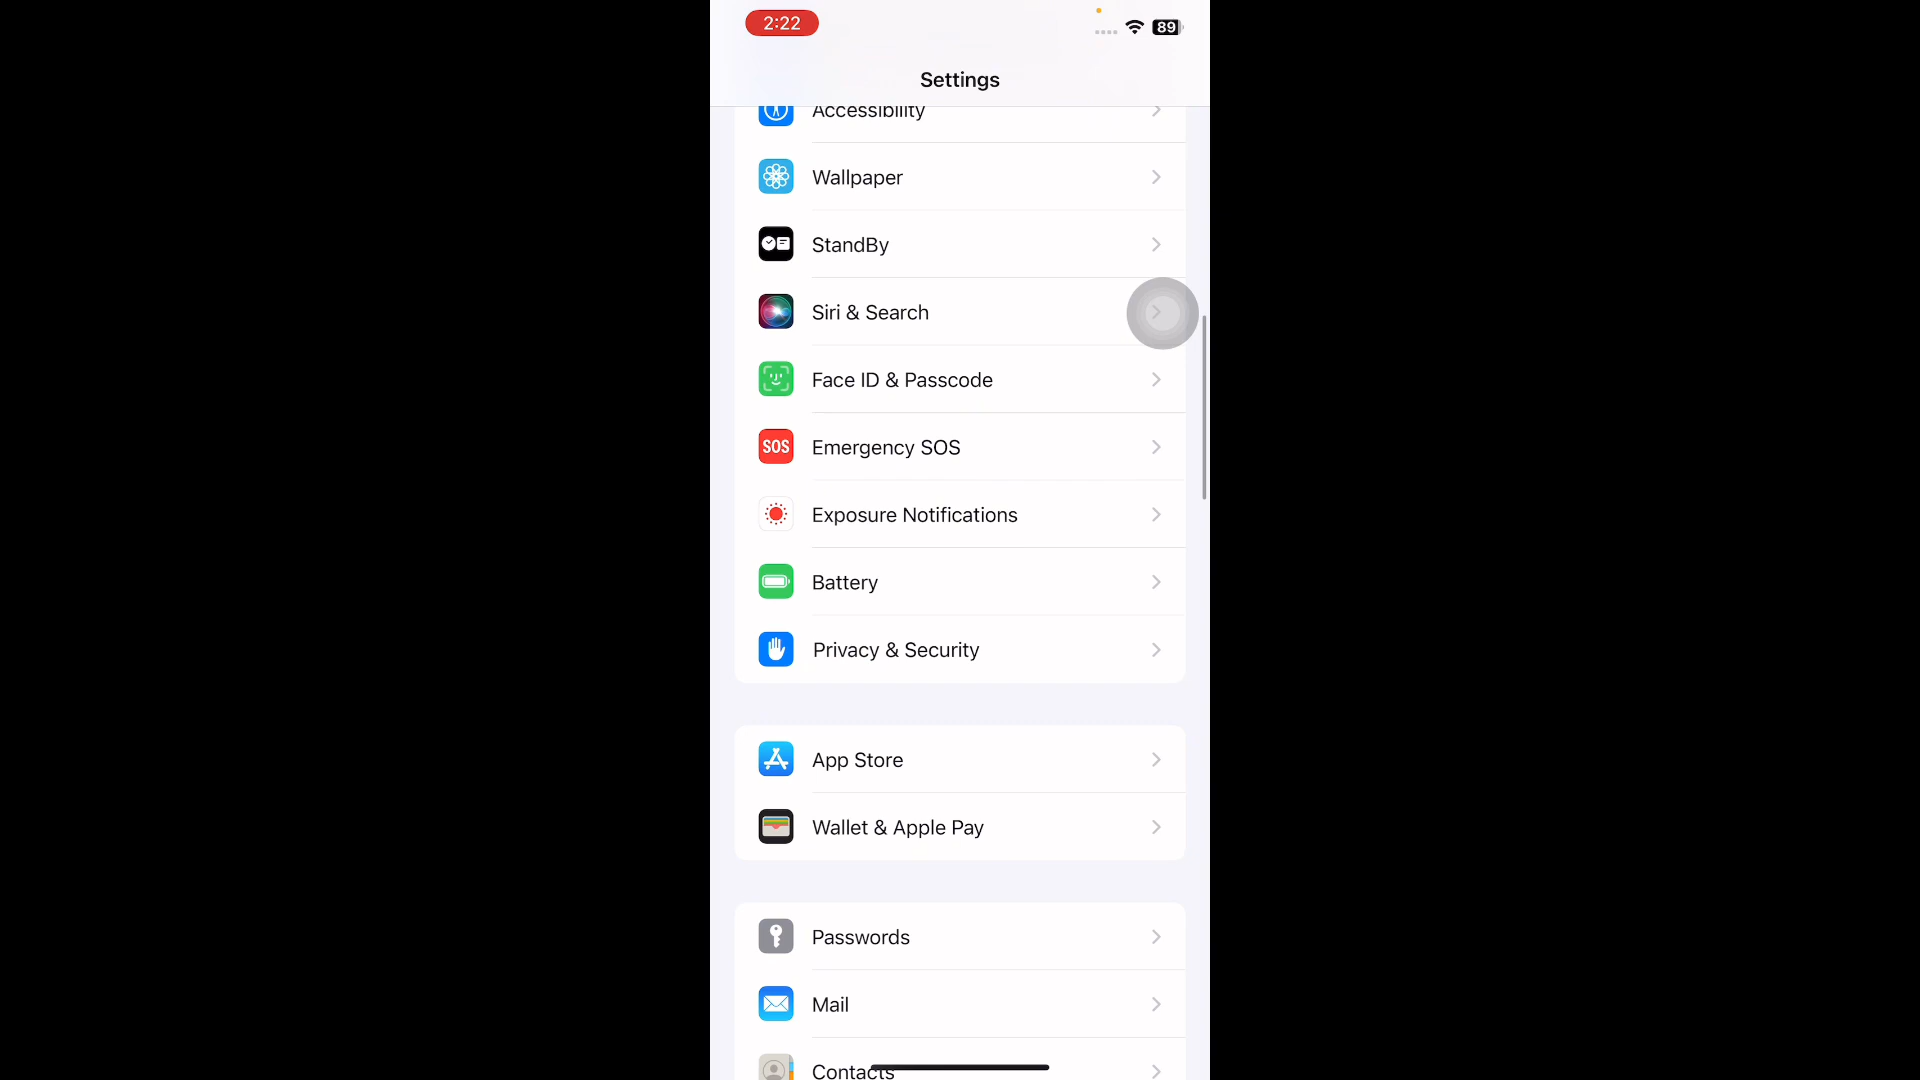 2:22
89
Settings
Accessibility
Wallpaper
StandBy
Siri & Search
Face ID & Passcode
SOS
Emergency SOS
Exposure Notifications
Battery
Privacy & Security
App Store
Wallet & Apple Pay
Passwords
Mail
Contacts